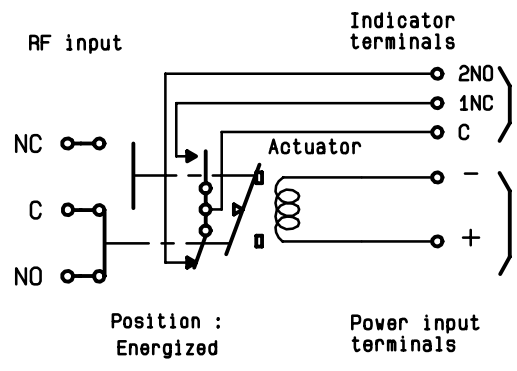 RF input
Indicator
terminals
2NO
1NC
C
NC
Actuator
-
C
+
NO
Position :
Energized
Power input
terminals